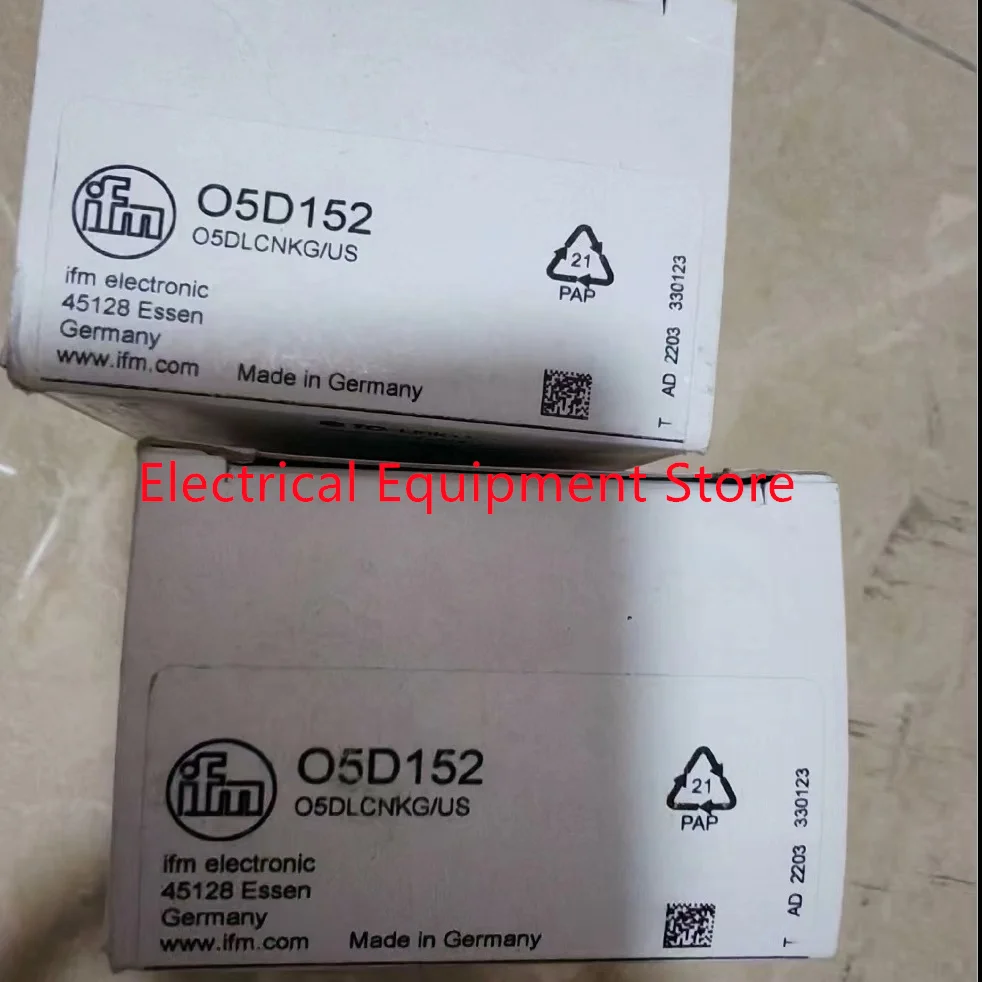 ifm
O5D152
O5DLCNKG/US
ifm electronic
45128 Essen
Germany
www.ifm.com
Made in Germany
21
PAP
T AD 2203 330123
Electrical Equipment Store
ifm
O5D152
O5DLCNKG/US
ifm electronic
45128 Essen
Germany
www.ifm.com
Made in Germany
21
PAP
T AD 2203 330123